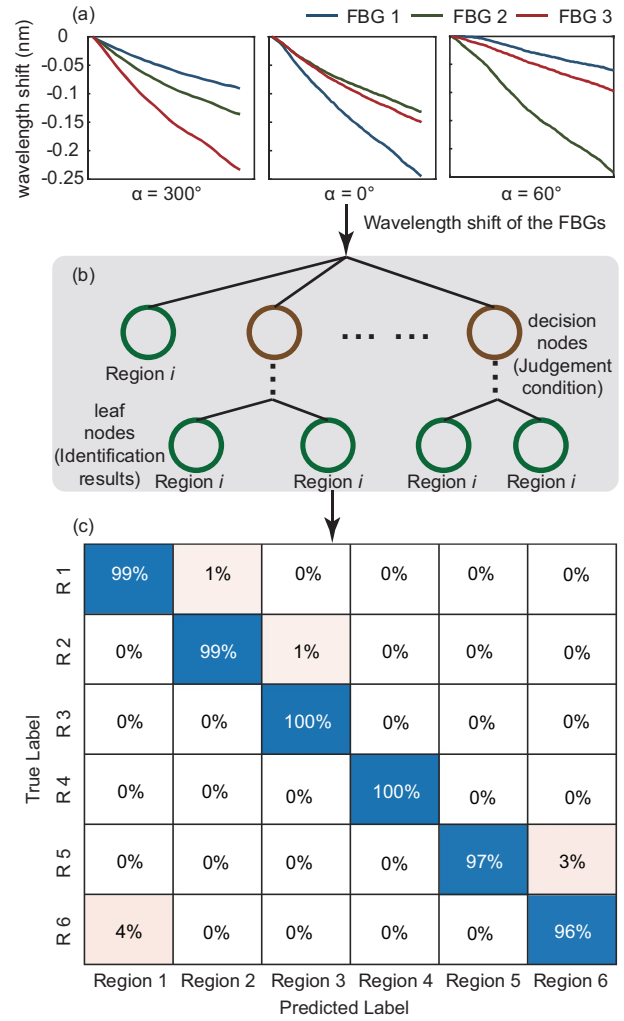 (a)
FBG 1 FBG 2 FBG 3
wavelength shift (nm)
0
-0.05
-0.1
-0.15
-0.2
-0.25
α = 300° α = 0° α = 60°
Wavelength shift of the FBGs
(b)
Region i
... ...
decision
nodes
(Judgement
condition)
leaf
nodes
(Identification
results)
Region i Region i Region i Region i
(c)
True Label
R 1 99% 1% 0% 0% 0% 0%
R 2 0% 99% 1% 0% 0% 0%
R 3 0% 0% 100% 0% 0% 0%
R 4 0% 0% 0% 100% 0% 0%
R 5 0% 0% 0% 0% 97% 3%
R 6 4% 0% 0% 0% 0% 96%
Region 1 Region 2 Region 3 Region 4 Region 5 Region 6
Predicted Label